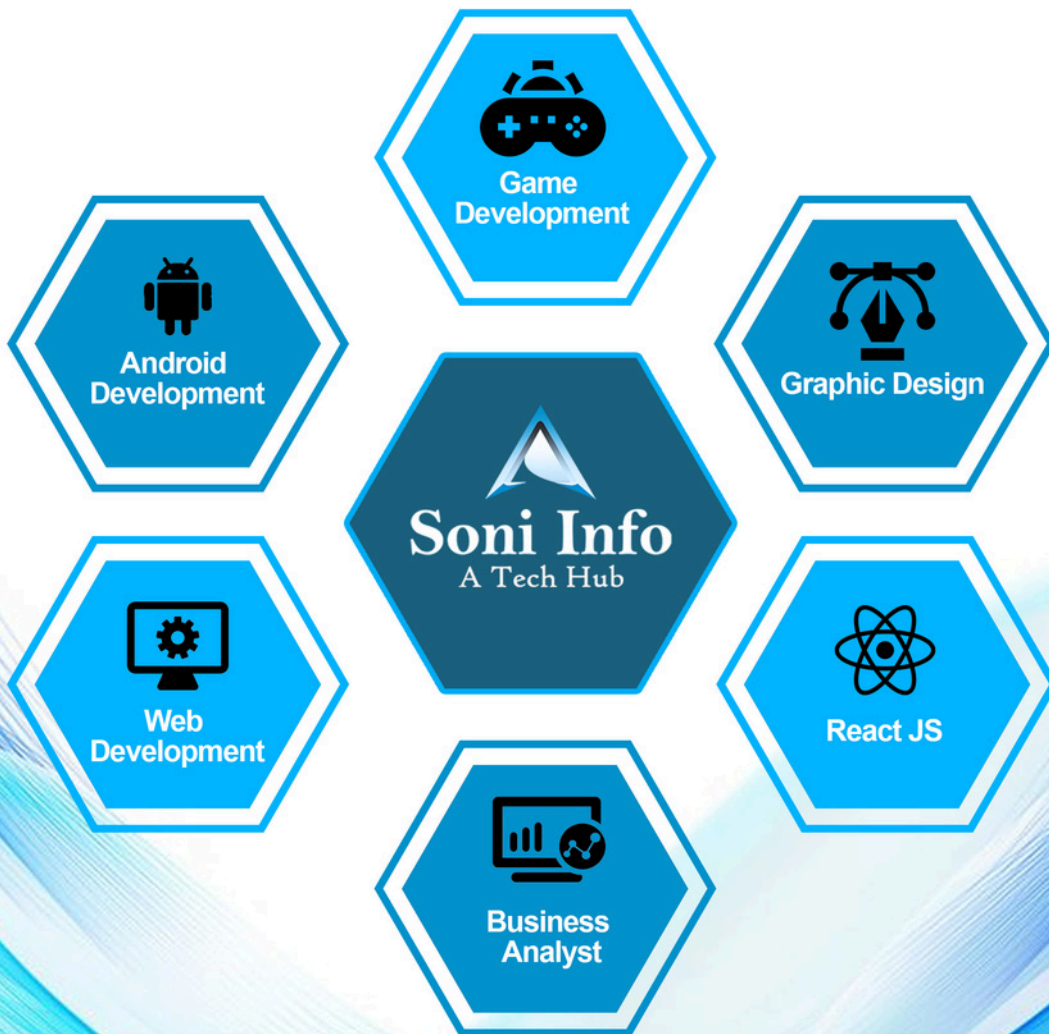 Game
Development
Android
Development
Graphic Design
Soni Info
A Tech Hub
Web
Development
React JS
Business
Analyst